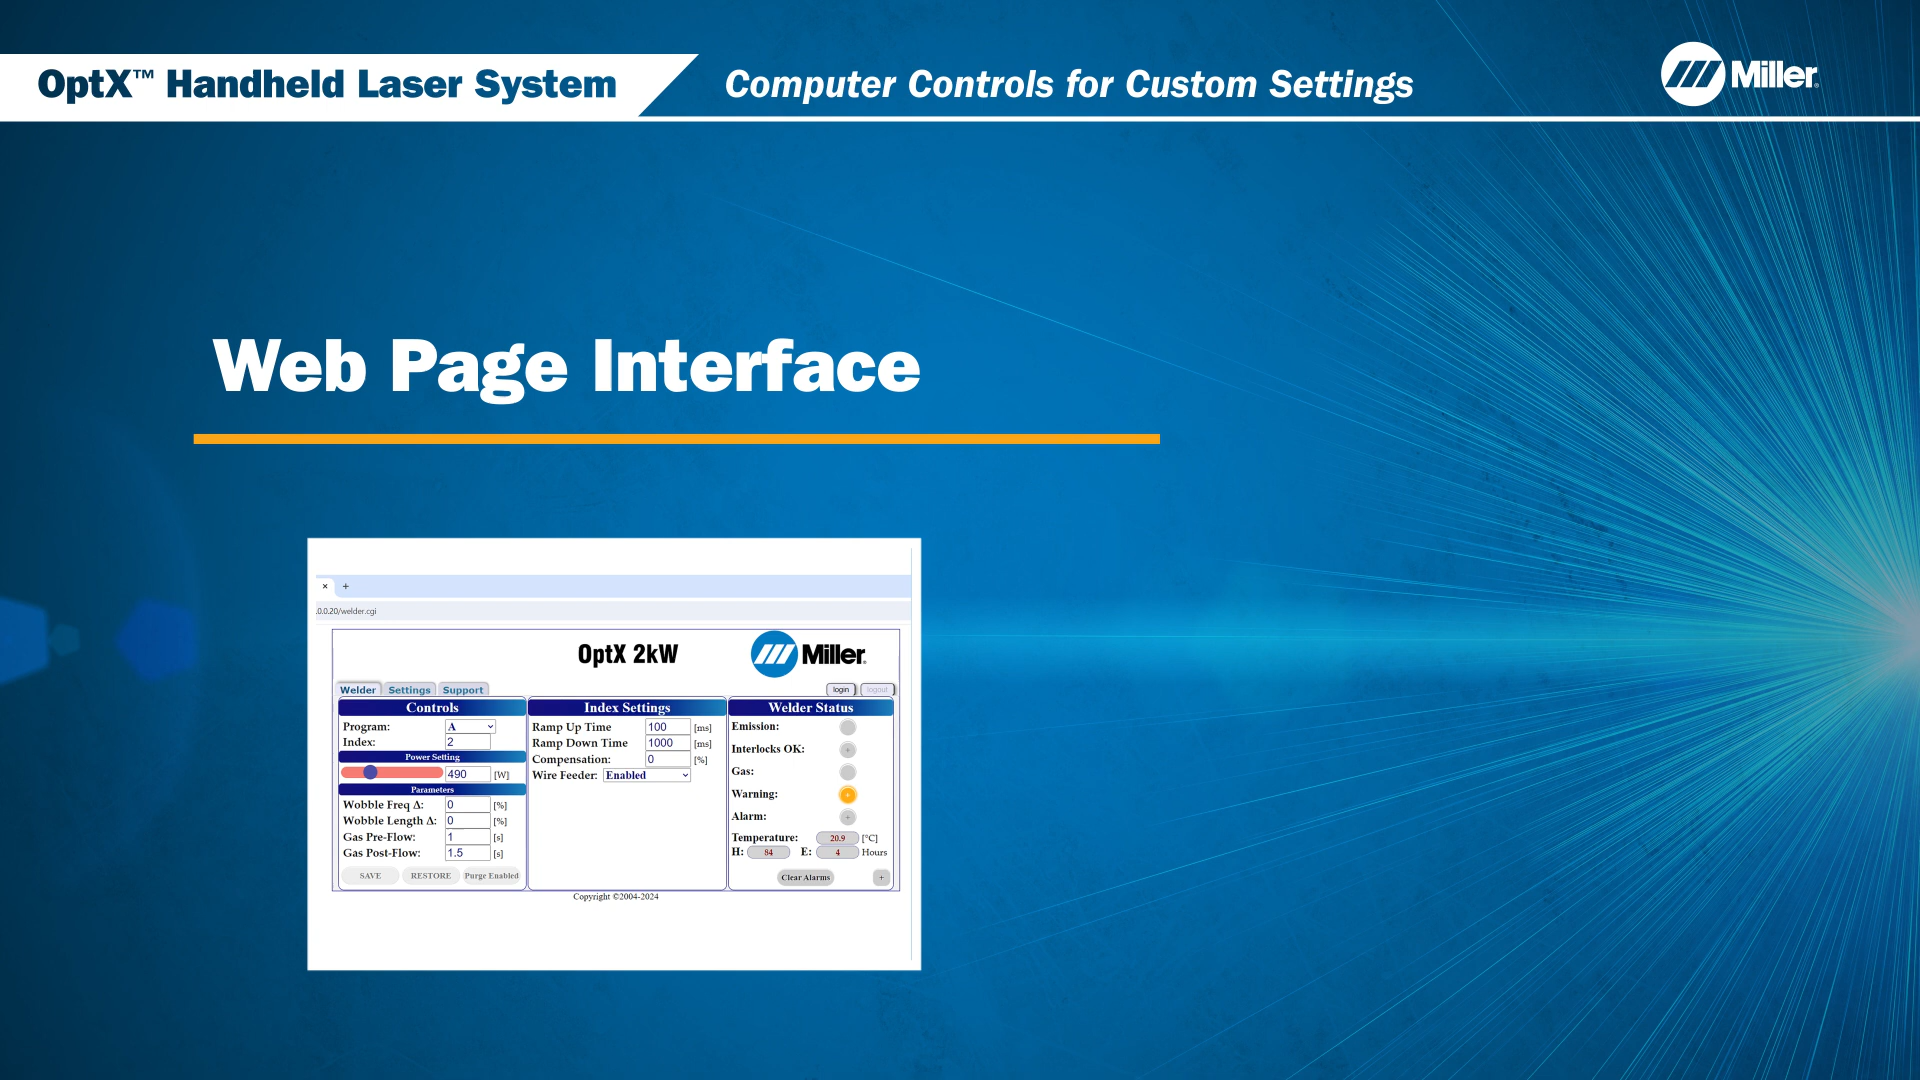 OptX™ Handheld Laser System
Computer Controls for Custom Settings
Miller®
Web Page Interface
× +
.0.0.20/welder.cgi
OptX 2kW
Miller®
Welder Settings Support
login logout
Controls
Program: A
Index: 2
Power Setting
490 [W]
Parameters
Wobble Freq Δ: 0 [%]
Wobble Length Δ: 0 [%]
Gas Pre-Flow: 1 [s]
Gas Post-Flow: 1.5 [s]
SAVE RESTORE Purge Enabled
Index Settings
Ramp Up Time 100 [ms]
Ramp Down Time 1000 [ms]
Compensation: 0 [%]
Wire Feeder: Enabled
Welder Status
Emission:
Interlocks OK: +
Gas:
Warning: +
Alarm: +
Temperature: 20.9 [°C]
H: 84 E: 4 Hours
Clear Alarms +
Copyright ©2004-2024